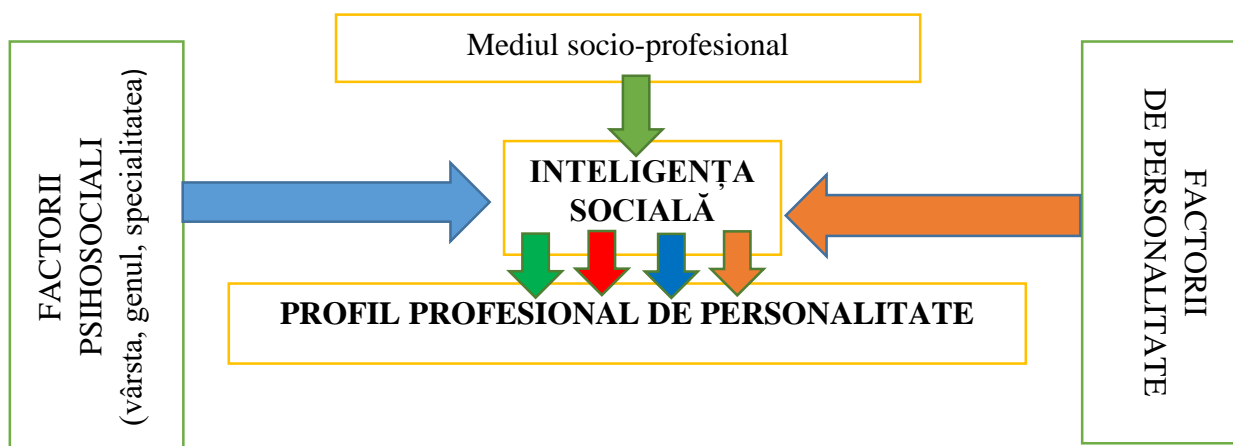 Mediul socio-profesional
FACTORII
PSIHOSOCIALI
(vârsta, genul, specialitatea)
INTELIGENȚA
SOCIALĂ
FACTORII
DE PERSONALITATE
PROFIL PROFESIONAL DE PERSONALITATE